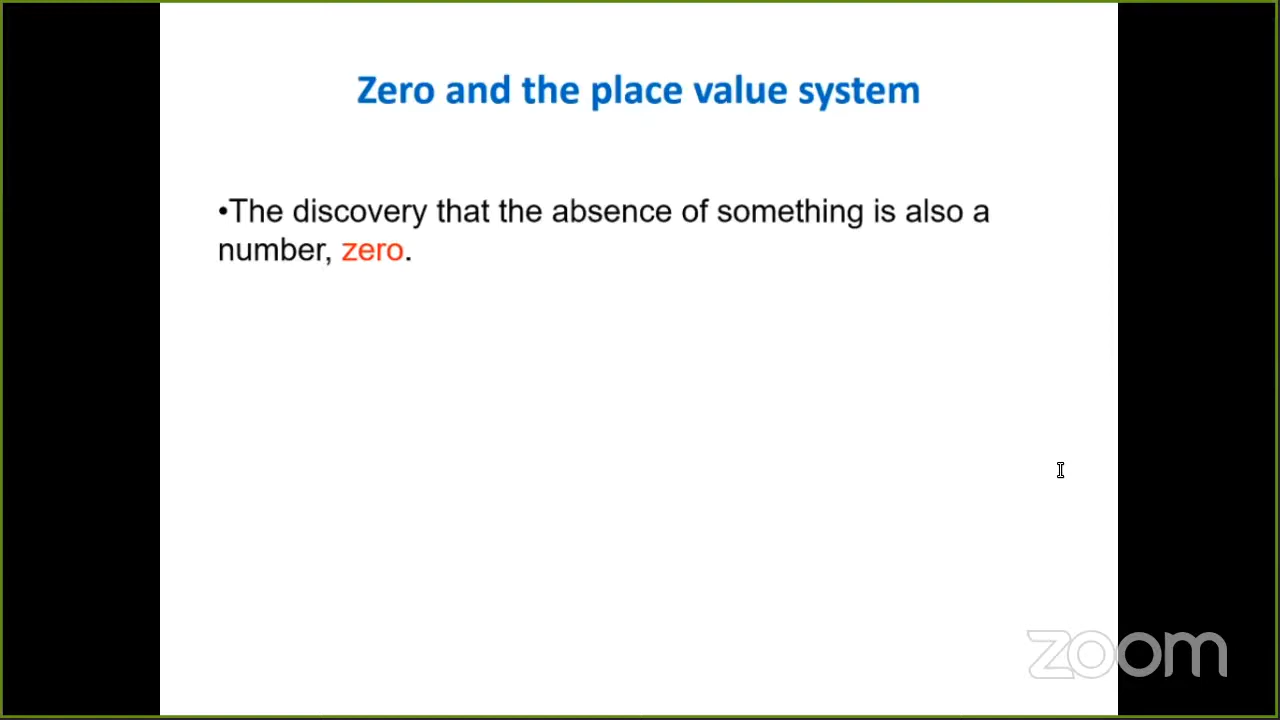 Zero and the place value system
•The discovery that the absence of something is also a
number, zero.
zoom